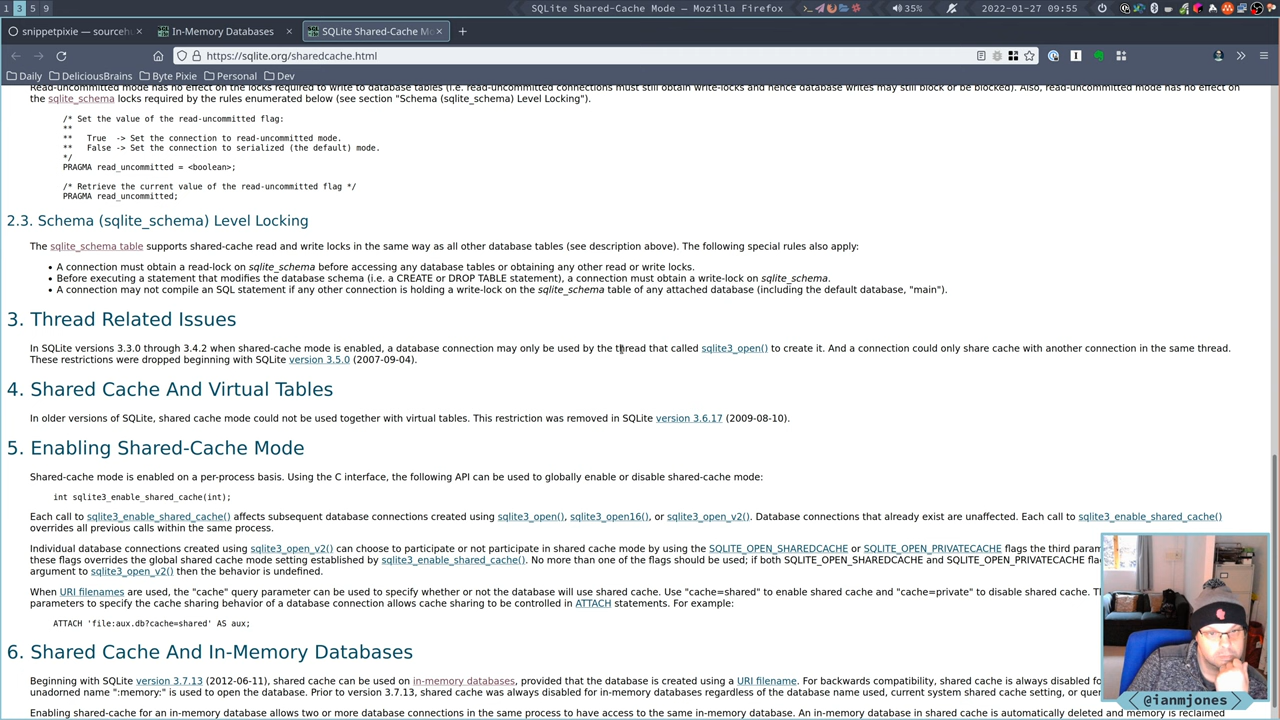 1 3 5 9
SQLite Shared-Cache Mode — Mozilla Firefox
35%
2022-01-27 09:55
snippetpixie — sourceh
In-Memory Databases
SQLite Shared-Cache Mo
https://sqlite.org/sharedcache.html
Daily DeliciousBrains Byte Pixie Personal Dev
Read-uncommitted mode has no effect on the locks required to write to database tables (i.e. read-uncommitted connections must still obtain write-locks and hence database writes may still block or be blocked). Also, read-uncommitted mode has no effect on
the sqlite_schema locks required by the rules enumerated below (see section "Schema (sqlite_schema) Level Locking").
/* Set the value of the read-uncommitted flag:
**
** True -> Set the connection to read-uncommitted mode.
** False -> Set the connection to serialized (the default) mode.
*/
PRAGMA read_uncommitted = <boolean>;
/* Retrieve the current value of the read-uncommitted flag */
PRAGMA read_uncommitted;
2.3. Schema (sqlite_schema) Level Locking
The sqlite_schema table supports shared-cache read and write locks in the same way as all other database tables (see description above). The following special rules also apply:
• A connection must obtain a read-lock on sqlite_schema before accessing any database tables or obtaining any other read or write locks.
• Before executing a statement that modifies the database schema (i.e. a CREATE or DROP TABLE statement), a connection must obtain a write-lock on sqlite_schema.
• A connection may not compile an SQL statement if any other connection is holding a write-lock on the sqlite_schema table of any attached database (including the default database, "main").
3. Thread Related Issues
In SQLite versions 3.3.0 through 3.4.2 when shared-cache mode is enabled, a database connection may only be used by the thread that called sqlite3_open() to create it. And a connection could only share cache with another connection in the same thread.
These restrictions were dropped beginning with SQLite version 3.5.0 (2007-09-04).
4. Shared Cache And Virtual Tables
In older versions of SQLite, shared cache mode could not be used together with virtual tables. This restriction was removed in SQLite version 3.6.17 (2009-08-10).
5. Enabling Shared-Cache Mode
Shared-cache mode is enabled on a per-process basis. Using the C interface, the following API can be used to globally enable or disable shared-cache mode:
int sqlite3_enable_shared_cache(int);
Each call to sqlite3_enable_shared_cache() affects subsequent database connections created using sqlite3_open(), sqlite3_open16(), or sqlite3_open_v2(). Database connections that already exist are unaffected. Each call to sqlite3_enable_shared_cache()
overrides all previous calls within the same process.
Individual database connections created using sqlite3_open_v2() can choose to participate or not participate in shared cache mode by using the SQLITE_OPEN_SHAREDCACHE or SQLITE_OPEN_PRIVATECACHE flags the third param
these flags overrides the global shared cache mode setting established by sqlite3_enable_shared_cache(). No more than one of the flags should be used; if both SQLITE_OPEN_SHAREDCACHE and SQLITE_OPEN_PRIVATECACHE flag
argument to sqlite3_open_v2() then the behavior is undefined.
When URI filenames are used, the "cache" query parameter can be used to specify whether or not the database will use shared cache. Use "cache=shared" to enable shared cache and "cache=private" to disable shared cache. Th
parameters to specify the cache sharing behavior of a database connection allows cache sharing to be controlled in ATTACH statements. For example:
ATTACH 'file:aux.db?cache=shared' AS aux;
6. Shared Cache And In-Memory Databases
Beginning with SQLite version 3.7.13 (2012-06-11), shared cache can be used on in-memory databases, provided that the database is created using a URI filename. For backwards compatibility, shared cache is always disabled fo
unadorned name ":memory:" is used to open the database. Prior to version 3.7.13, shared cache was always disabled for in-memory databases regardless of the database name used, current system shared cache setting, or que
Enabling shared-cache for an in-memory database allows two or more database connections in the same process to have access to the same in-memory database. An in-memory database in shared cache is automatically deleted and memory is reclaimed
@ianmjones